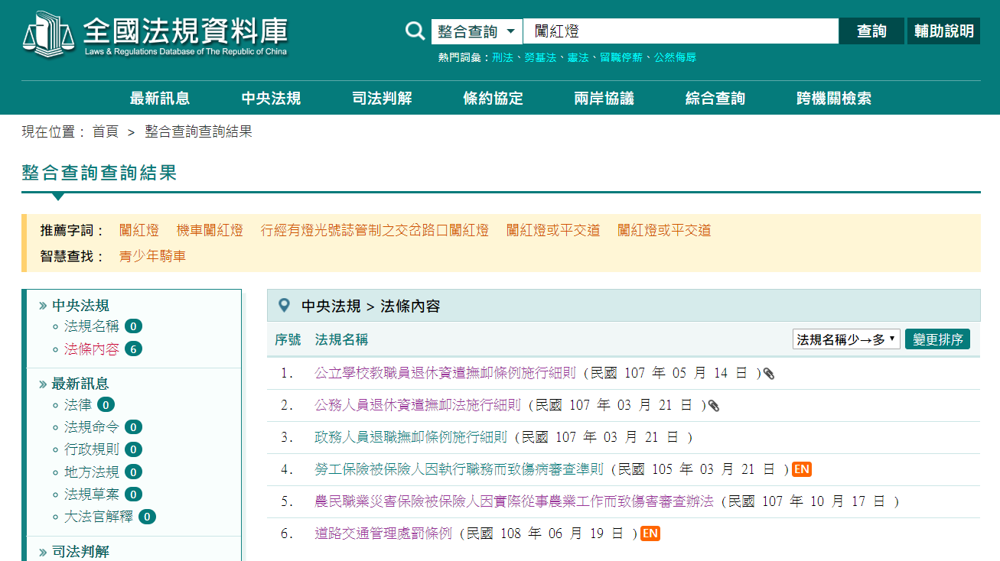 全國法規資料庫
Laws & Regulations Database of The Republic of China
整合查詢 闖紅燈 查詢 輔助說明
熱門詞彙：刑法、勞基法、憲法、留職停薪、公然侮辱
最新訊息 中央法規 司法判解 條約協定 兩岸協議 綜合查詢 跨機關檢索
現在位置： 首頁 > 整合查詢查詢結果
整合查詢查詢結果
推薦字詞： 闖紅燈 機車闖紅燈 行經有燈光號誌管制之交岔路口闖紅燈 闖紅燈或平交道 闖紅燈或平交道
智慧查找： 青少年騎車
» 中央法規
法規名稱 0
法條內容 6
» 最新訊息
法律 0
法規命令 0
行政規則 0
地方法規 0
法規草案 0
大法官解釋 0
» 司法判解
中央法規 > 法條內容
序號 法規名稱 法規名稱少→多 變更排序
1. 公立學校教職員退休資遣撫卹條例施行細則 (民國 107 年 05 月 14 日 )
2. 公務人員退休資遣撫卹法施行細則 (民國 107 年 03 月 21 日 )
3. 政務人員退職撫卹條例施行細則 (民國 107 年 03 月 21 日 )
4. 勞工保險被保險人因執行職務而致傷病審查準則 (民國 105 年 03 月 21 日 ) EN
5. 農民職業災害保險被保險人因實際從事農業工作而致傷害審查辦法 (民國 107 年 10 月 17 日 )
6. 道路交通管理處罰條例 (民國 108 年 06 月 19 日 ) EN